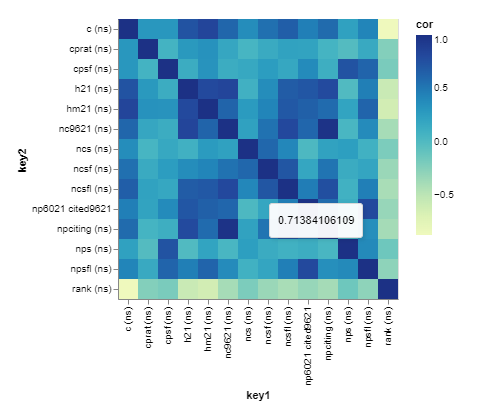 cor
1.0
0.5
0.0
−0.5
key2
c (ns)
cprat (ns)
cpsf (ns)
h21 (ns)
hm21 (ns)
nc9621 (ns)
ncs (ns)
ncsf (ns)
ncsfl (ns)
np6021 cited9621
npciting (ns)
nps (ns)
npsfl (ns)
rank (ns)
0.71384106109
c (ns)
cprat (ns)
cpsf (ns)
h21 (ns)
hm21 (ns)
nc9621 (ns)
ncs (ns)
ncsf (ns)
ncsfl (ns)
np6021 cited9621
npciting (ns)
nps (ns)
npsfl (ns)
rank (ns)
key1